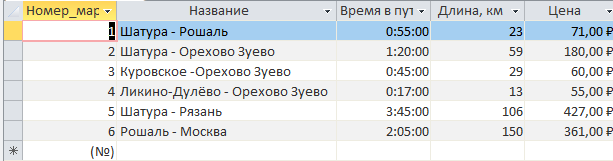 Номер_мар Название Время в пут Длина, км Цена
1 Шатура - Рошаль 0:55:00 23 71,00 ₽
2 Шатура - Орехово Зуево 1:20:00 59 180,00 ₽
3 Куровское -Орехово Зуево 0:45:00 29 60,00 ₽
4 Ликино-Дулёво - Орехово Зуево 0:17:00 13 55,00 ₽
5 Шатура - Рязань 3:45:00 106 427,00 ₽
6 Рошаль - Москва 2:05:00 150 361,00 ₽
(№)